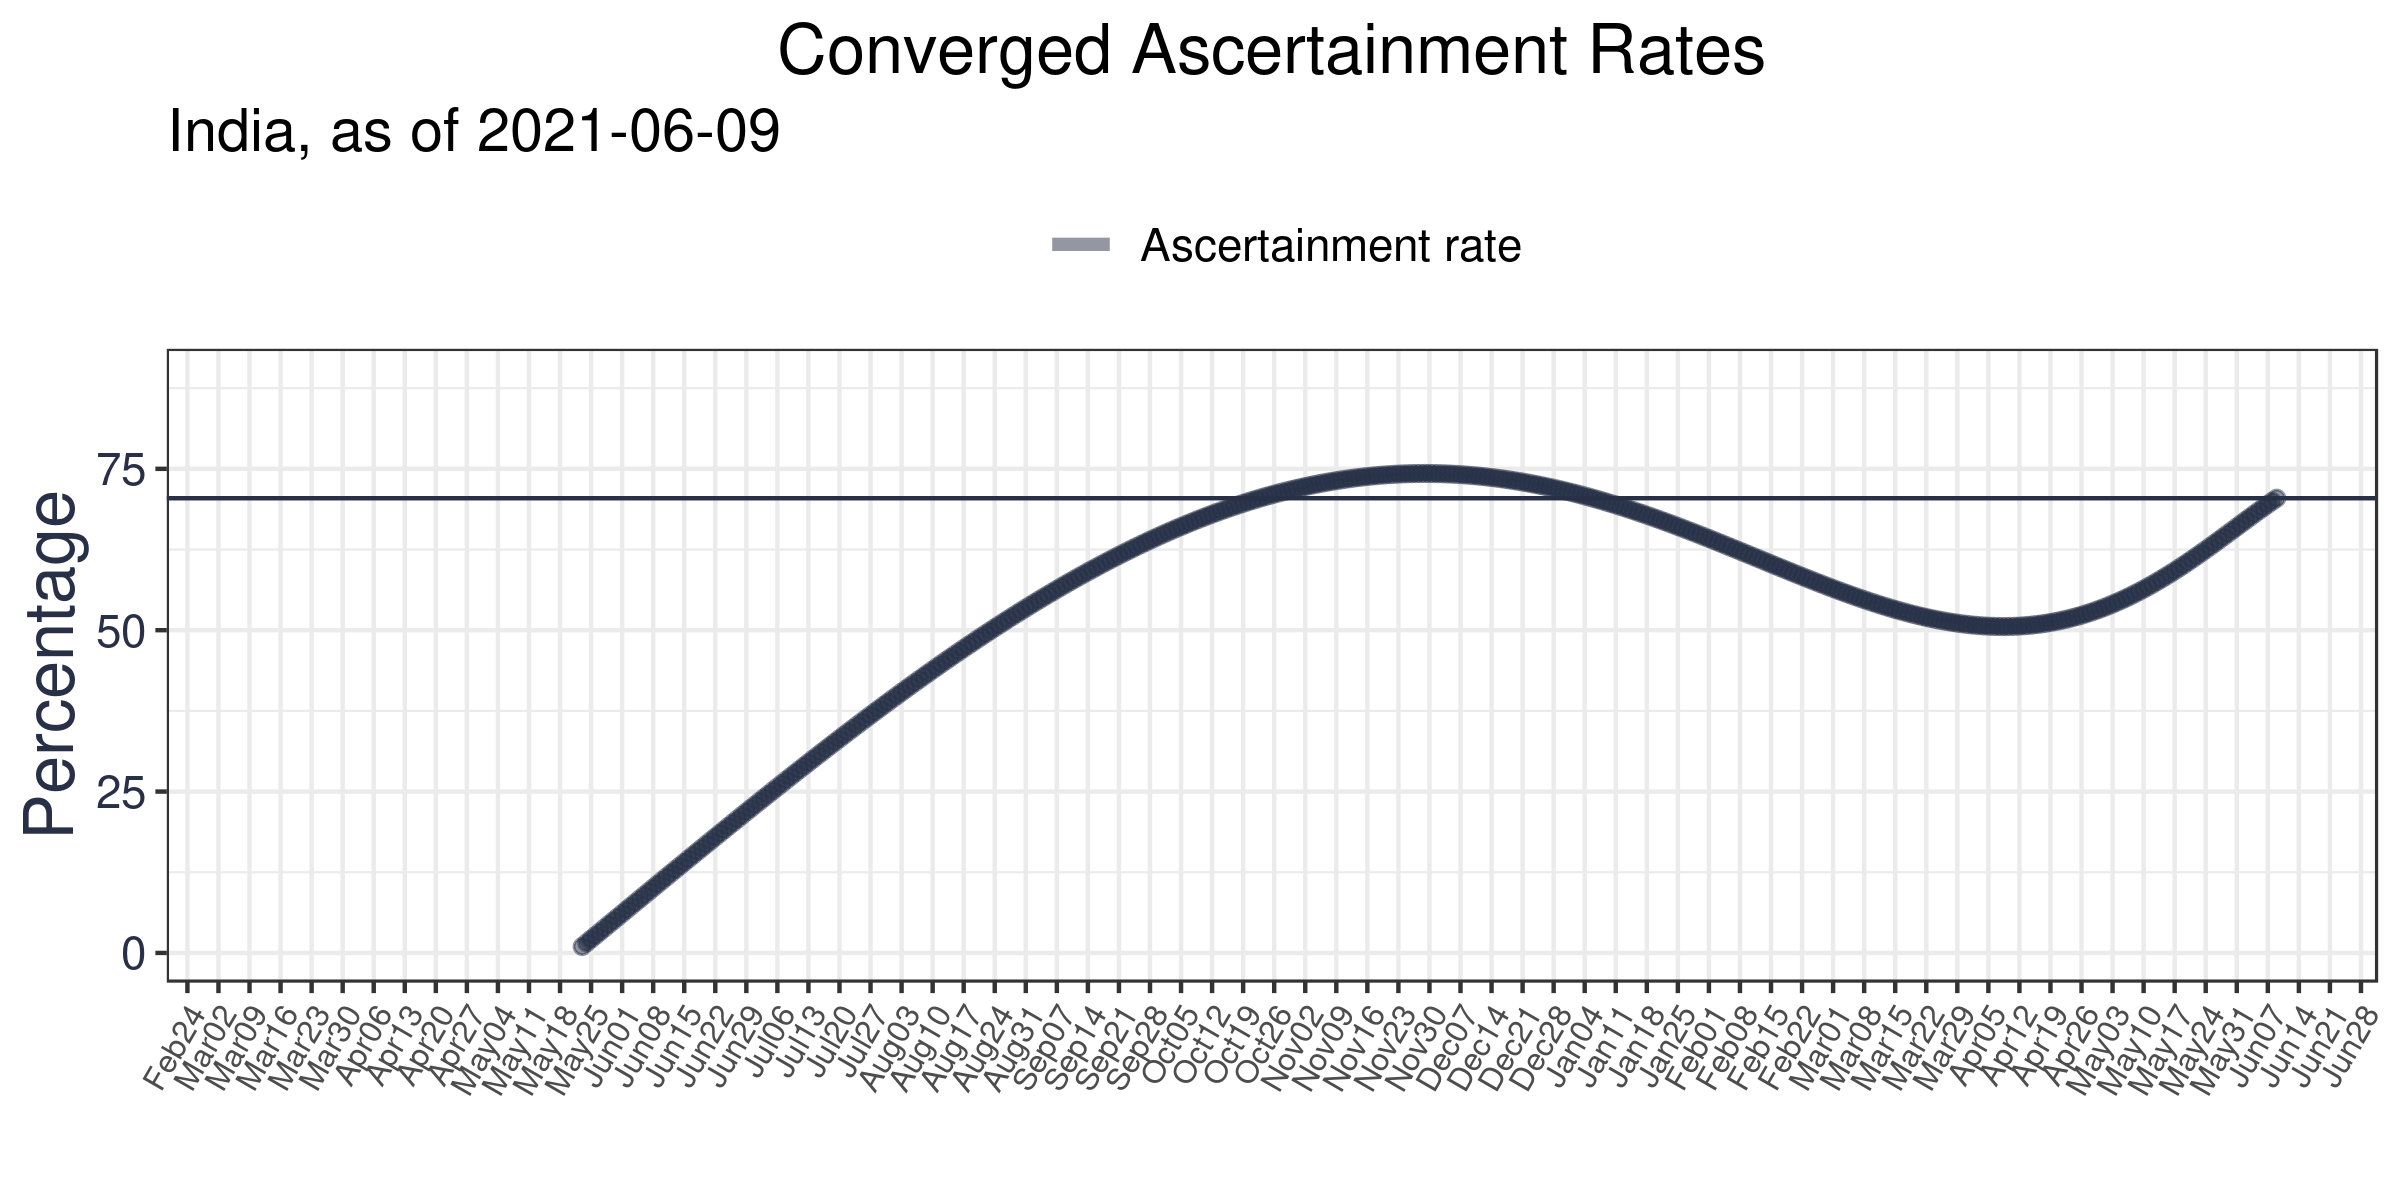 Converged Ascertainment Rates
India, as of 2021-06-09
Ascertainment rate
Percentage
75
50
25
0
Feb24 Mar02 Mar09 Mar16 Mar23 Mar30 Apr06 Apr13 Apr20 Apr27 May04 May11 May18 May25 Jun01 Jun08 Jun15 Jun22 Jun29 Jul06 Jul13 Jul20 Jul27 Aug03 Aug10 Aug17 Aug24 Aug31 Sep07 Sep14 Sep21 Sep28 Oct05 Oct12 Oct19 Oct26 Nov02 Nov09 Nov16 Nov23 Nov30 Dec07 Dec14 Dec21 Dec28 Jan04 Jan11 Jan18 Jan25 Feb01 Feb08 Feb15 Feb22 Mar01 Mar08 Mar15 Mar22 Mar29 Apr05 Apr12 Apr19 Apr26 May03 May10 May17 May24 May31 Jun07 Jun14 Jun21 Jun28